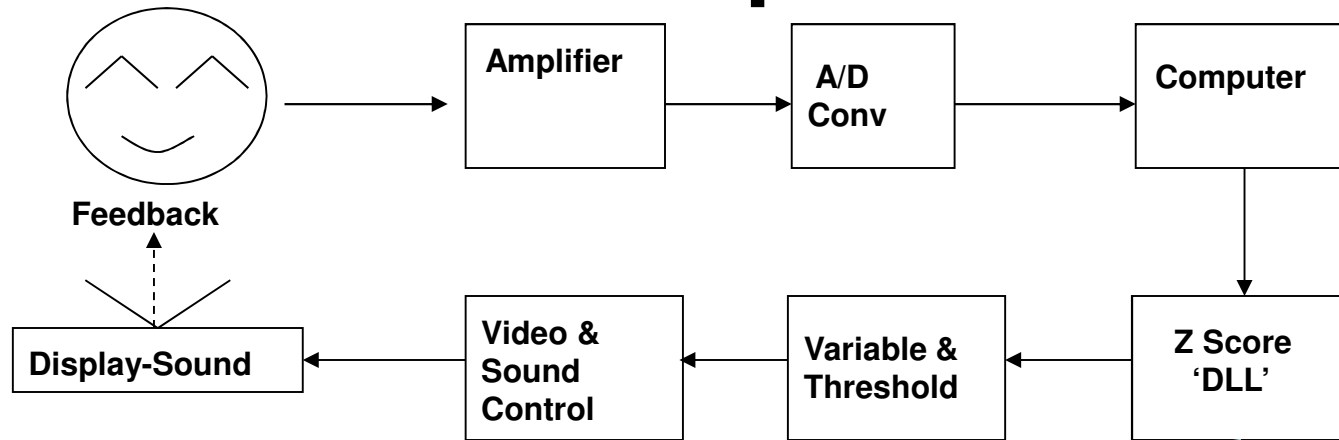 Amplifier
A/D
Conv
Computer
Feedback
Display-Sound
Video &
Sound
Control
Variable &
Threshold
Z Score
‘DLL’